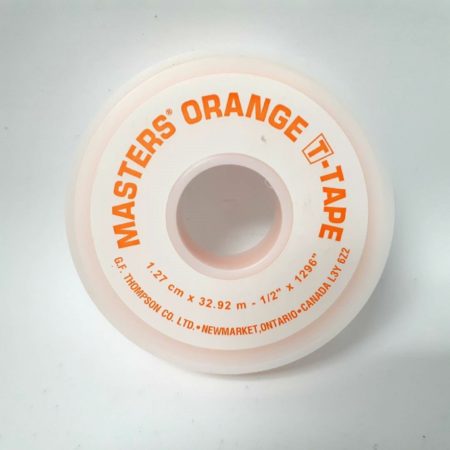 MASTERS® ORANGE T-TAPE
1.27 cm x 32.92 m - 1/2" x 1296"
G.F. THOMPSON CO. LTD.•NEWMARKET,ONTARIO•CANADA L3Y 6Z2